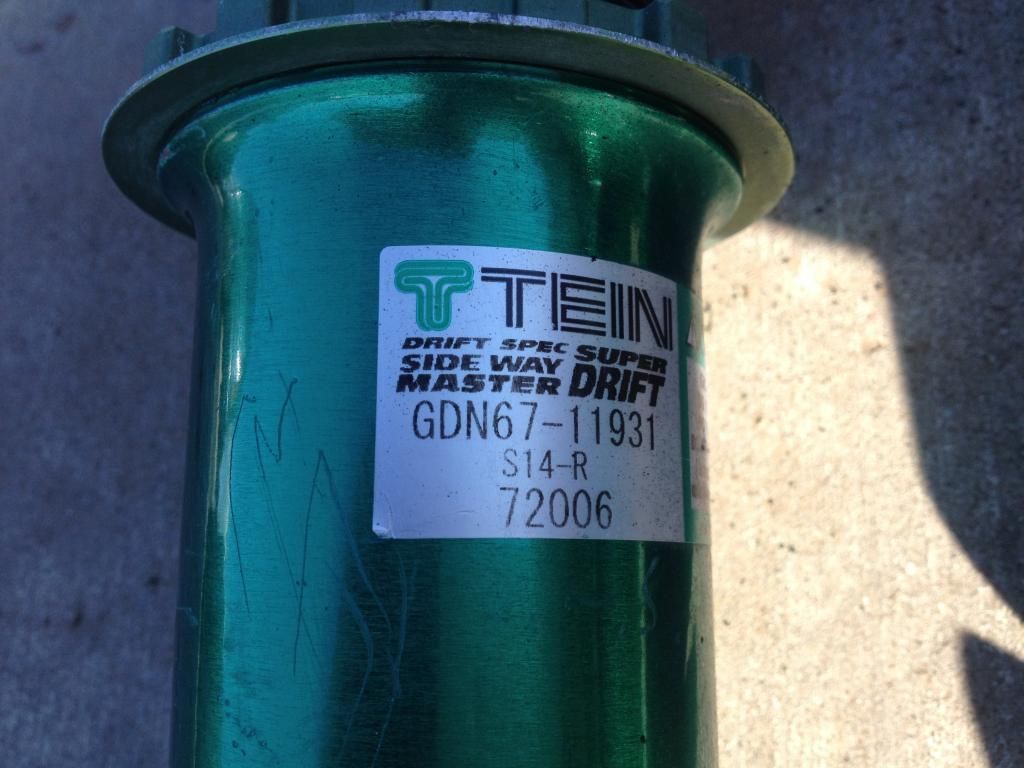 TEIN
DRIFT SPEC
SIDE WAY
MASTER
SUPER
DRIFT
GDN67-11931
S14-R
72006